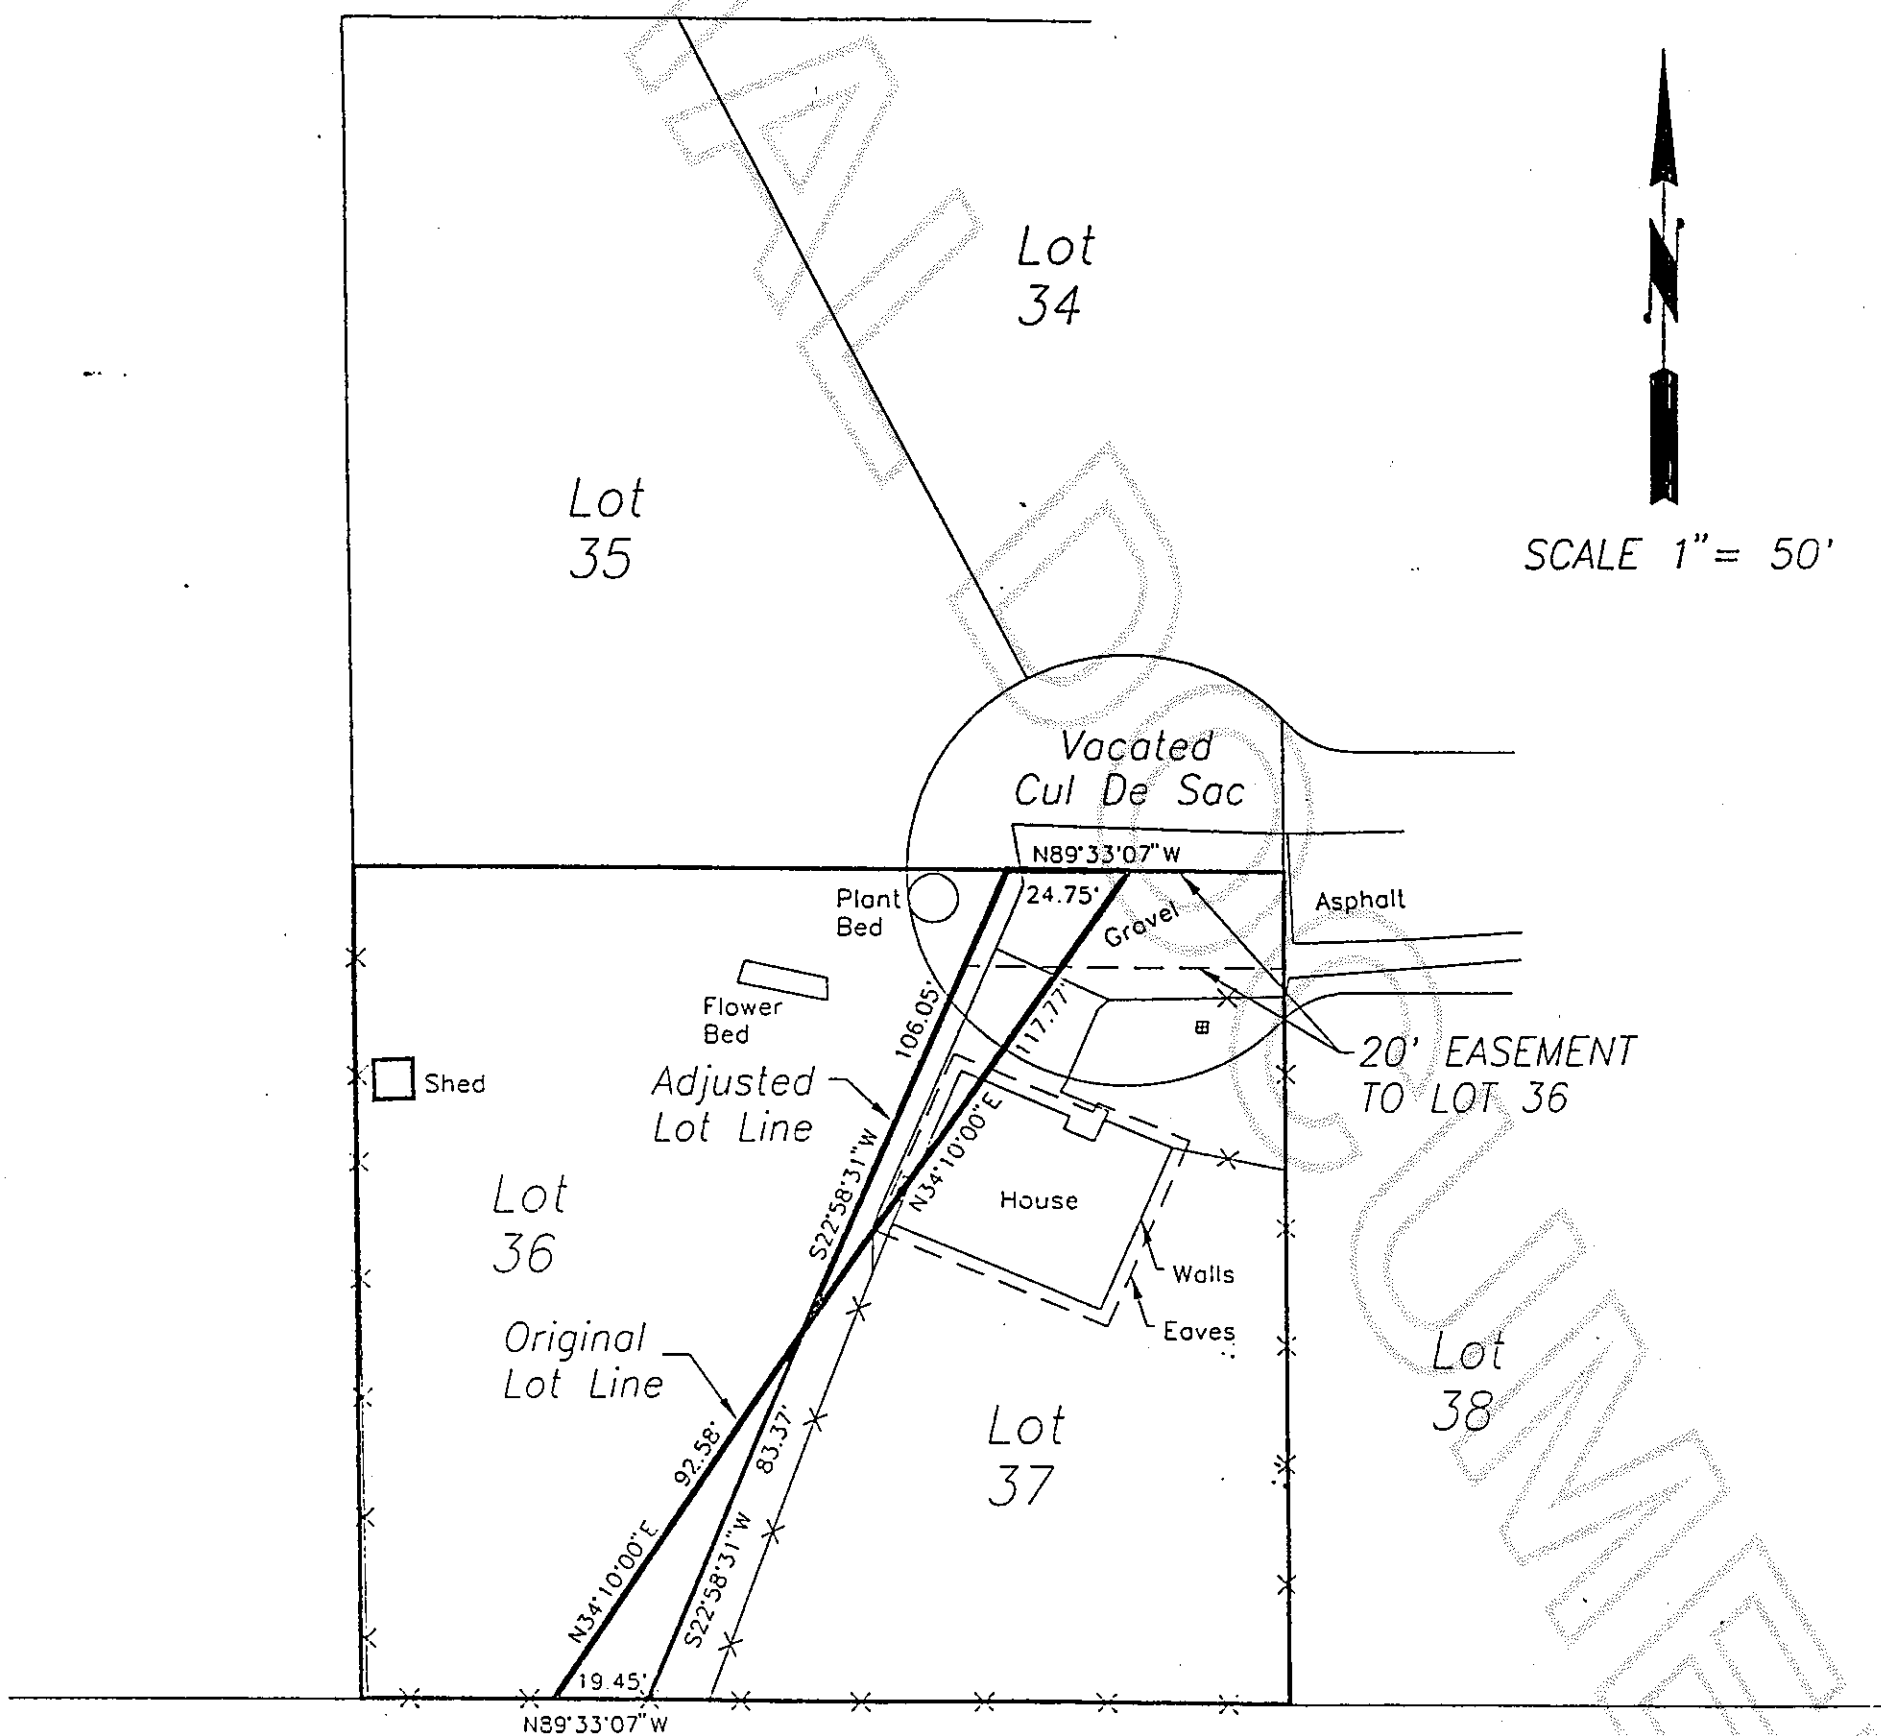 Lot
34
N
Lot
35
SCALE 1"= 50'
Vacated
Cul De Sac
N89°33'07"W
24.75'
Plant
Bed
Gravel
Asphalt
Flower
Bed
106.05'
117.77'
20' EASEMENT
TO LOT 36
Shed
Adjusted
Lot Line
S22°58'31"W
N34°10'00"E
House
Lot
36
Walls
Eaves
Original
Lot Line
Lot
38
92.58'
83.37'
Lot
37
N34°10'00"E
S22°58'31"W
19.45'
N89°33'07"W
DOCUME